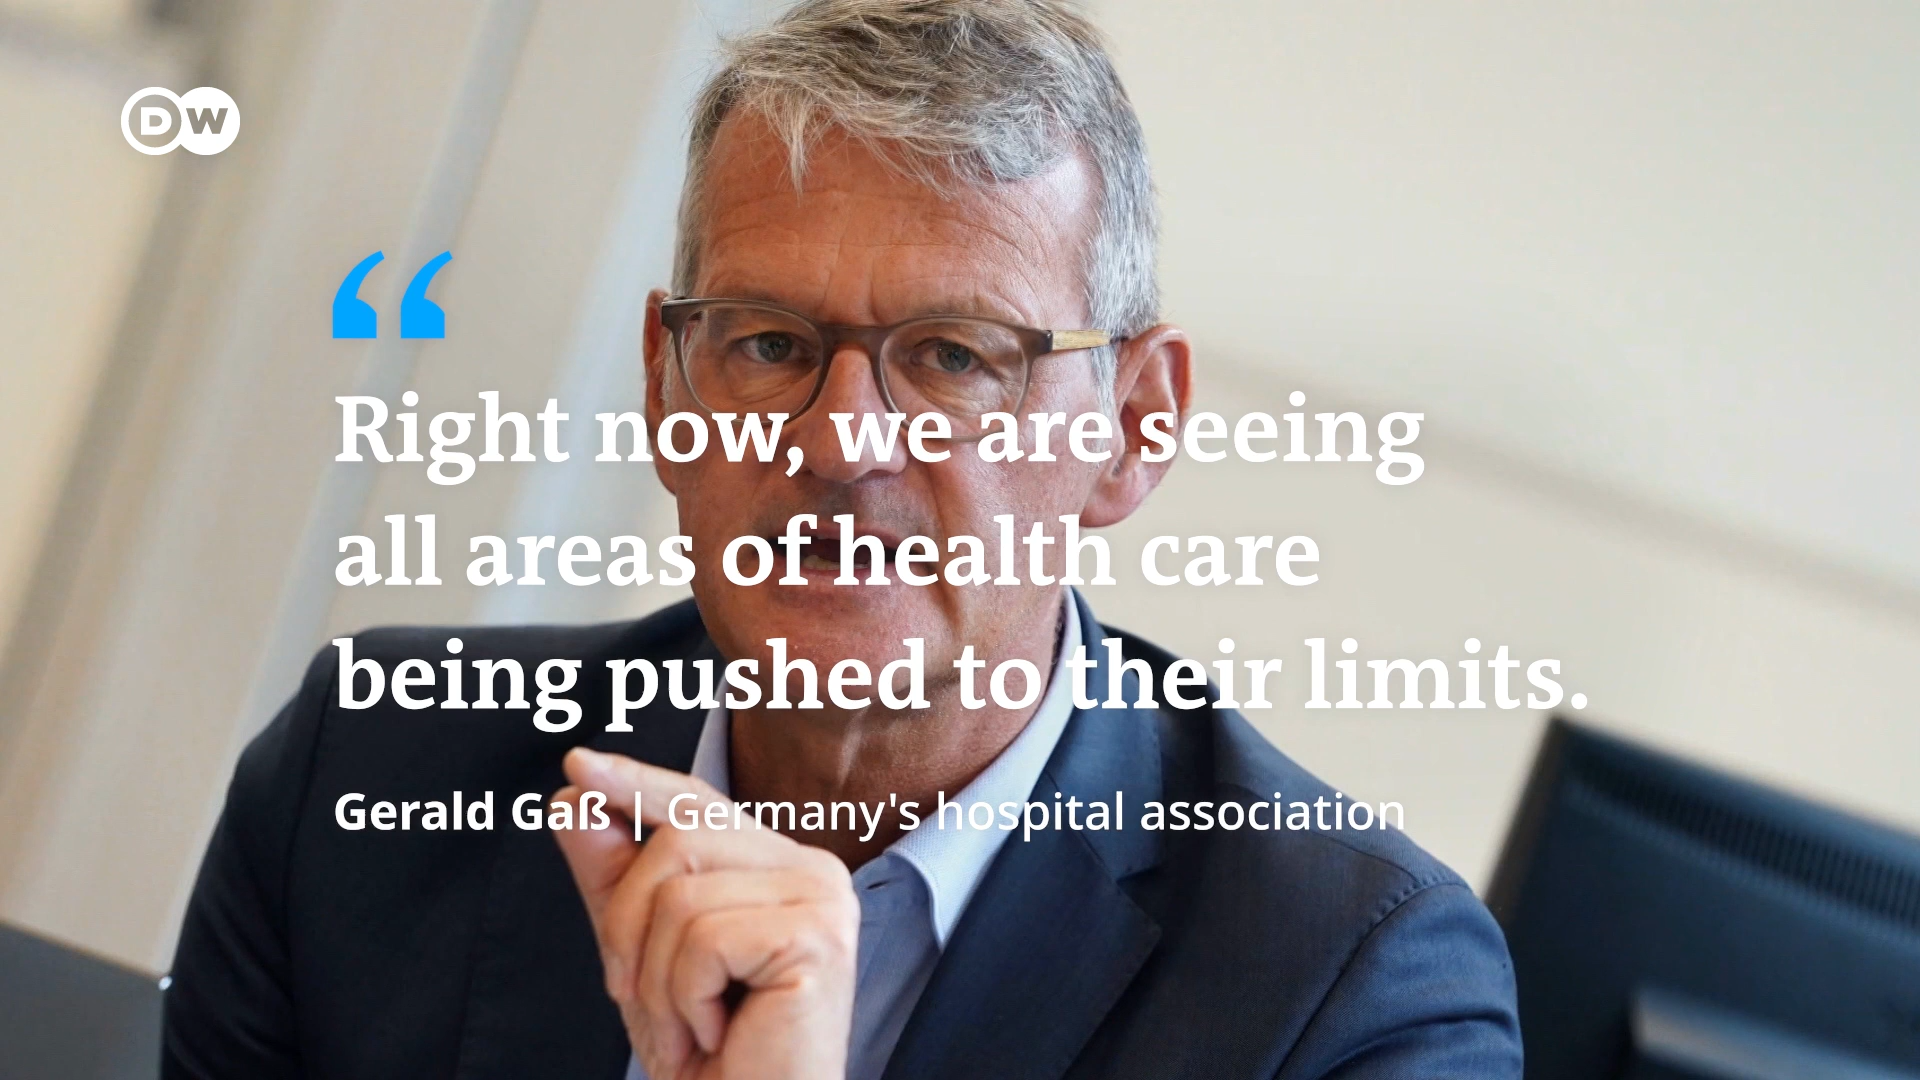 DW
“
Right now, we are seeing
all areas of health care
being pushed to their limits.
Gerald Gaß | Germany's hospital association